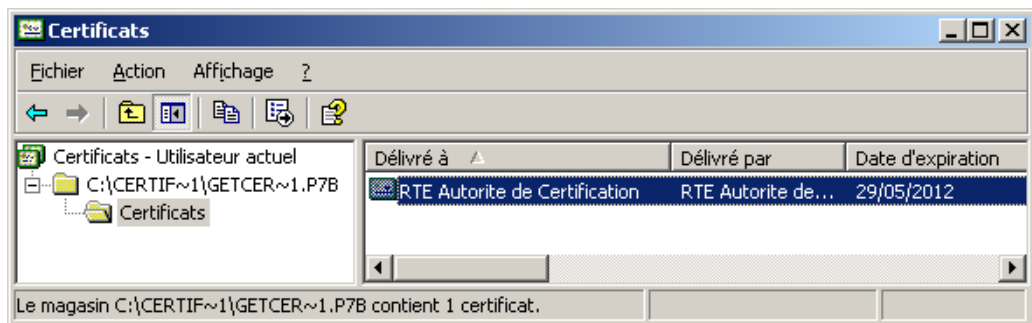 Certificats
Fichier Action Affichage ?
Certificats - Utilisateur actuel
C:\CERTIF~1\GETCER~1.P7B
Certificats
Délivré à Délivré par Date d'expiration
RTE Autorite de Certification RTE Autorite de... 29/05/2012
Le magasin C:\CERTIF~1\GETCER~1.P7B contient 1 certificat.